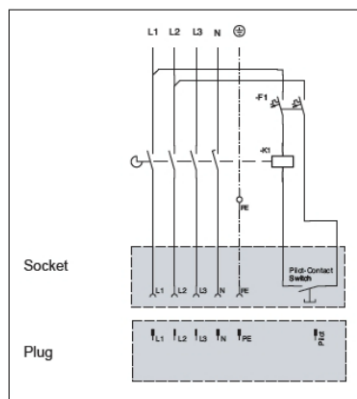 L1 L2 L3 N
-F1
-K1
PE
Socket
Pilot-Contact
Switch
L1 L2 L3 N PE
Plug
L1 L3 L3 N PE Pilot